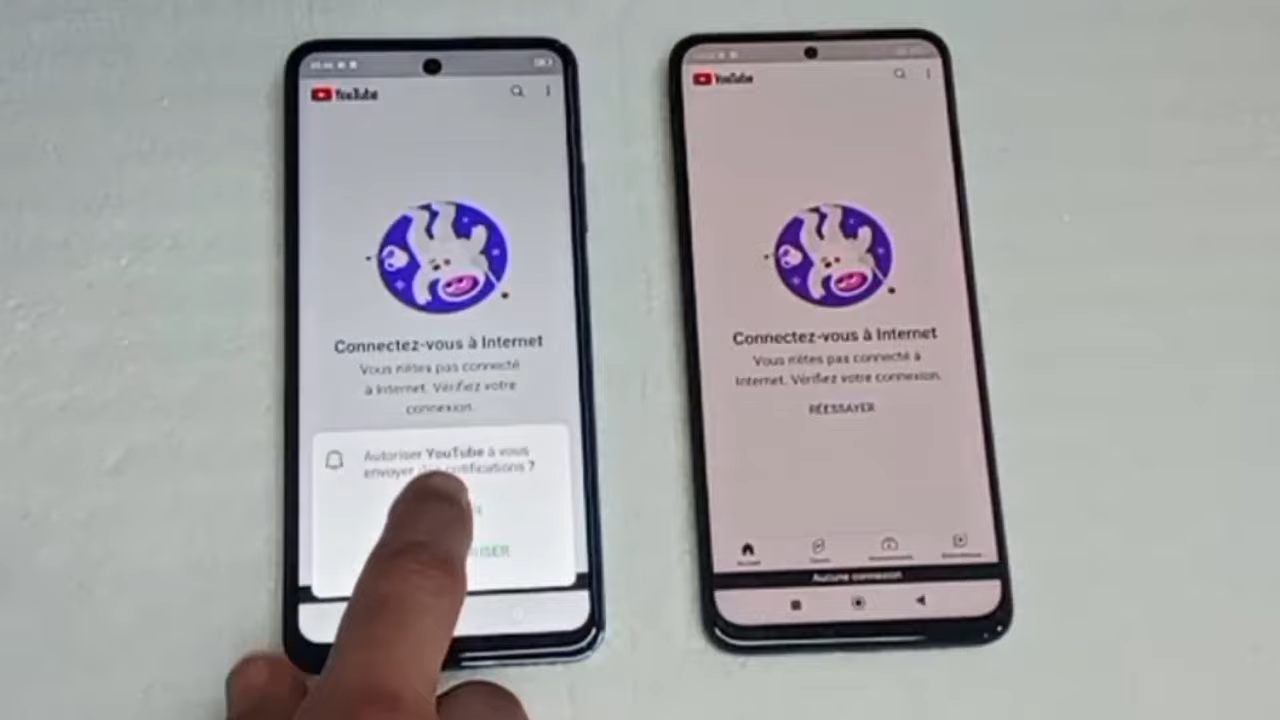 YouTube
Connectez-vous à Internet
Vous n'êtes pas connecté
à Internet. Vérifiez votre
connexion.
Autoriser YouTube à vous
envoyer des notifications ?
YouTube
Connectez-vous à Internet
Vous n'êtes pas connecté à
Internet. Vérifiez votre connexion.
RÉESSAYER
Accueil
Aucune connexion